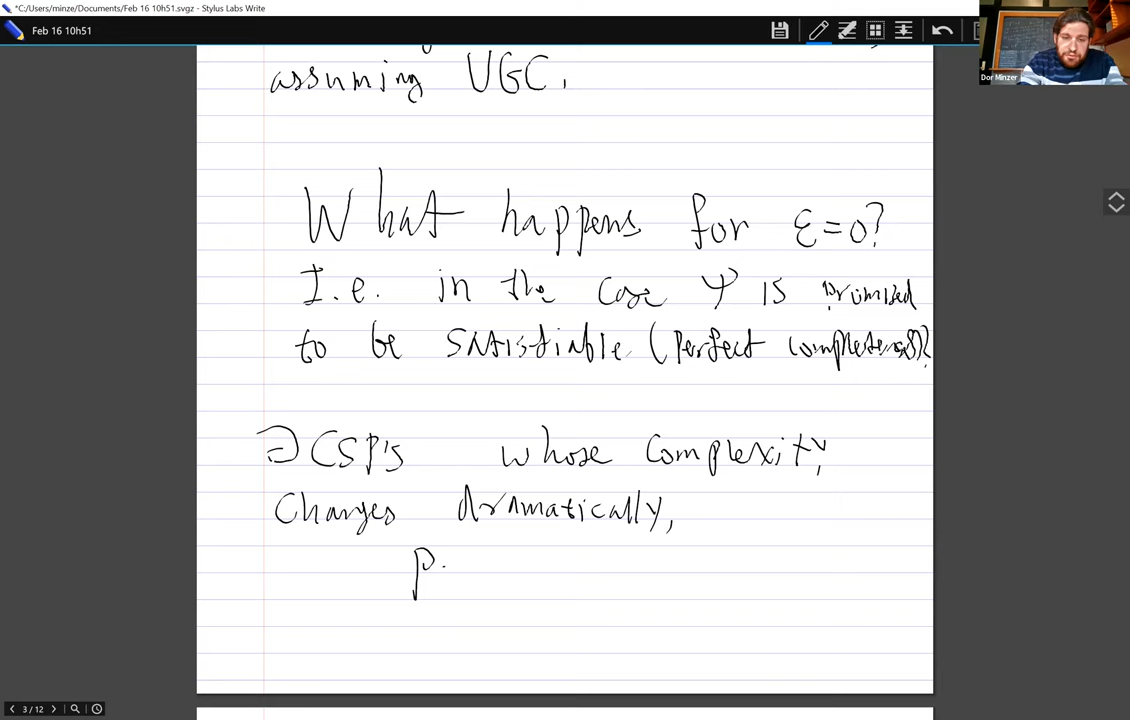 *C:/Users/minze/Documents/Feb 16 10h51.svgz - Stylus Labs Write
Feb 16 10h51
Dor Minzer
assuming UGC.
What happens for ε=0?
I.e. in the case Ψ is promised
to be satisfiable (perfect completeness)?
∃ CSP's whose complexity
changes dramatically,
p.
3 / 12